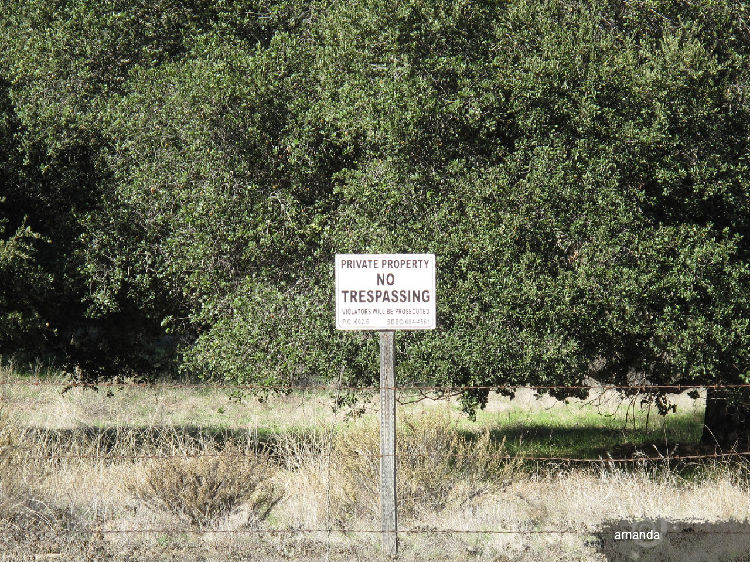 PRIVATE PROPERTY
NO
TRESPASSING
VIOLATORS WILL BE PROSECUTED
amanda